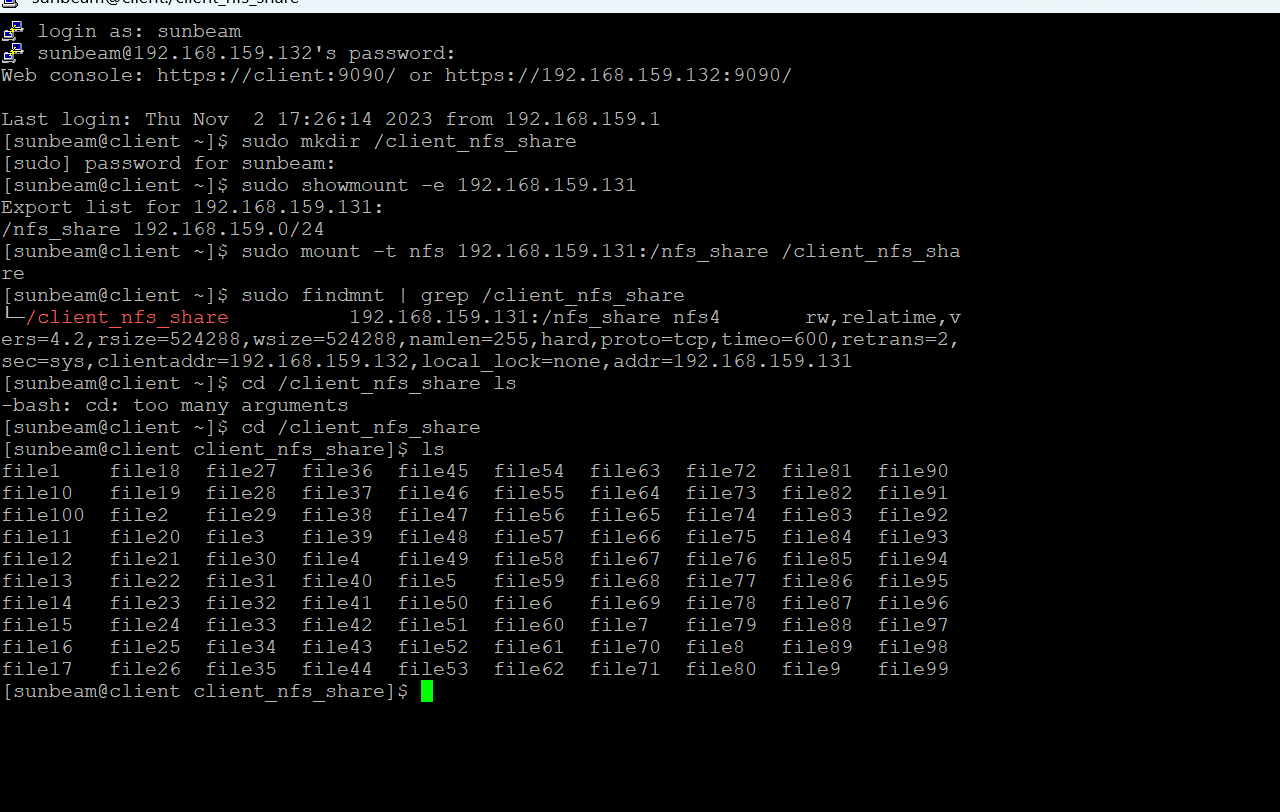 sunbeam@client:/client_nfs_share
login as: sunbeam
sunbeam@192.168.159.132's password:
Web console: https://client:9090/ or https://192.168.159.132:9090/
Last login: Thu Nov  2 17:26:14 2023 from 192.168.159.1
[sunbeam@client ~]$ sudo mkdir /client_nfs_share
[sudo] password for sunbeam:
[sunbeam@client ~]$ sudo showmount -e 192.168.159.131
Export list for 192.168.159.131:
/nfs_share 192.168.159.0/24
[sunbeam@client ~]$ sudo mount -t nfs 192.168.159.131:/nfs_share /client_nfs_sha
re
[sunbeam@client ~]$ sudo findmnt | grep /client_nfs_share
└─/client_nfs_share          192.168.159.131:/nfs_share nfs4       rw,relatime,v
ers=4.2,rsize=524288,wsize=524288,namlen=255,hard,proto=tcp,timeo=600,retrans=2,
sec=sys,clientaddr=192.168.159.132,local_lock=none,addr=192.168.159.131
[sunbeam@client ~]$ cd /client_nfs_share ls
-bash: cd: too many arguments
[sunbeam@client ~]$ cd /client_nfs_share
[sunbeam@client client_nfs_share]$ ls
file1    file18  file27  file36  file45  file54  file63  file72  file81  file90
file10   file19  file28  file37  file46  file55  file64  file73  file82  file91
file100  file2   file29  file38  file47  file56  file65  file74  file83  file92
file11   file20  file3   file39  file48  file57  file66  file75  file84  file93
file12   file21  file30  file4   file49  file58  file67  file76  file85  file94
file13   file22  file31  file40  file5   file59  file68  file77  file86  file95
file14   file23  file32  file41  file50  file6   file69  file78  file87  file96
file15   file24  file33  file42  file51  file60  file7   file79  file88  file97
file16   file25  file34  file43  file52  file61  file70  file8   file89  file98
file17   file26  file35  file44  file53  file62  file71  file80  file9   file99
[sunbeam@client client_nfs_share]$